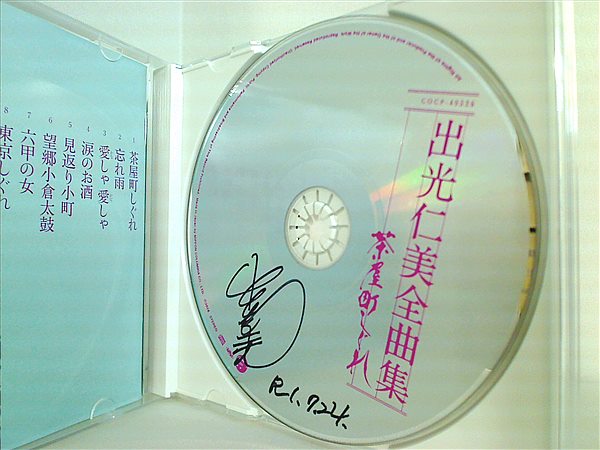 1 茶屋町しぐれ
2 忘れ雨
3 愛しゃ愛しゃ
4 涙のお酒
5 見返り小町
6 望郷小倉太鼓
7 六甲の女
8 東京しぐれ
COCP-40554
出光仁美全曲集
茶屋町しぐれ
R.1.7.24.